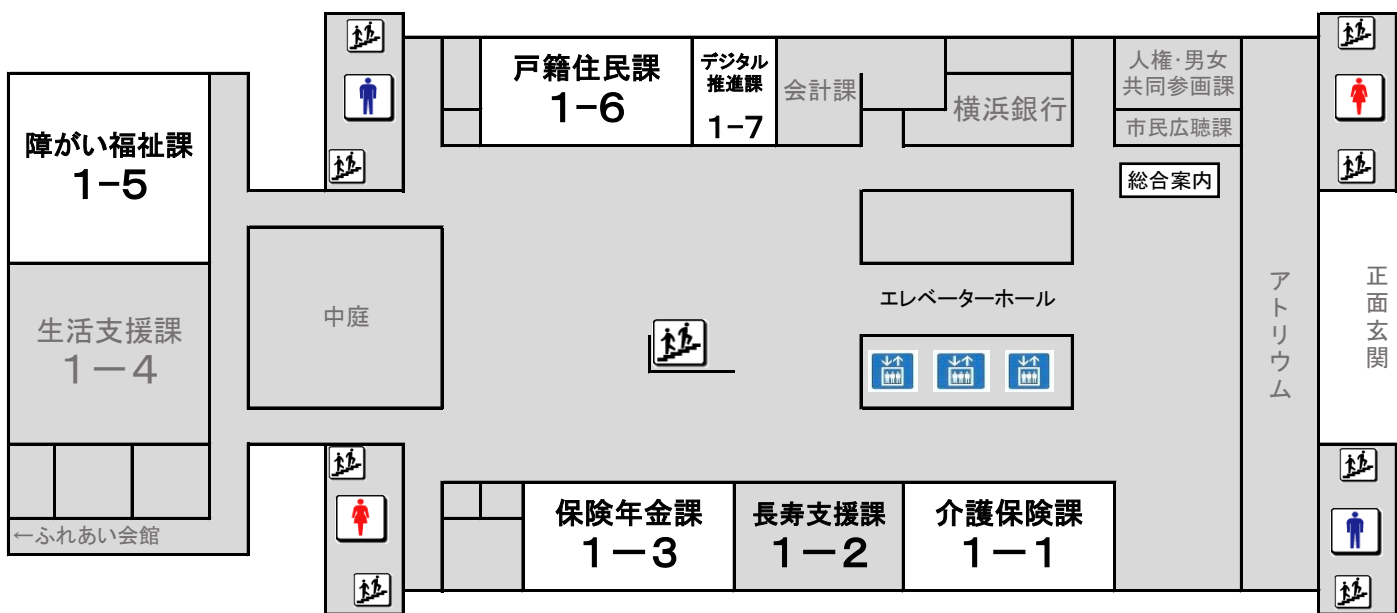 戸籍住民課
1-6
デジタル
推進課
1-7
会計課
横浜銀行
人権・男女
共同参画課
市民広聴課
総合案内
障がい福祉課
1-5
生活支援課
1-4
中庭
エレベーターホール
アトリウム
正面玄関
←ふれあい会館
保険年金課
1-3
長寿支援課
1-2
介護保険課
1-1